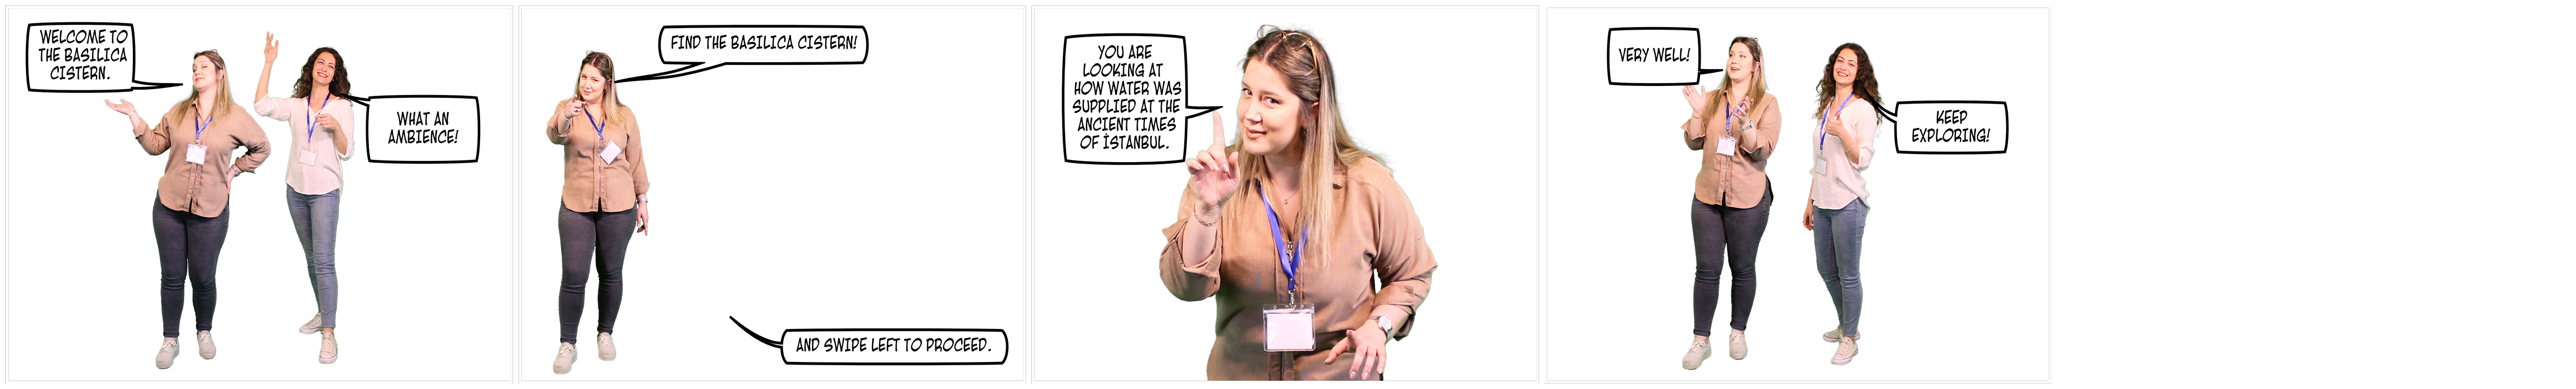 WELCOME TO
THE BASILICA
CISTERN.
WHAT AN
AMBIENCE!
FIND THE BASILICA CISTERN!
AND SWIPE LEFT TO PROCEED.
YOU ARE
LOOKING AT
HOW WATER WAS
SUPPLIED AT THE
ANCIENT TIMES
OF İSTANBUL.
VERY WELL!
KEEP
EXPLORING!